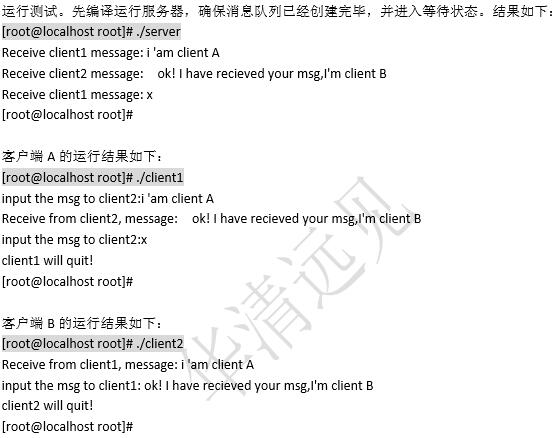 运行测试。先编译运行服务器，确保消息队列已经创建完毕，并进入等待状态。结果如下：
[root@localhost root]# ./server
Receive client1 message: i 'am client A
Receive client2 message:    ok! I have recieved your msg,I'm client B
Receive client1 message: x
[root@localhost root]#
客户端 A 的运行结果如下：
[root@localhost root]# ./client1
input the msg to client2:i 'am client A
Receive from client2, message:    ok! I have recieved your msg,I'm client B
input the msg to client2:x
client1 will quit!
[root@localhost root]#
客户端 B 的运行结果如下：
[root@localhost root]# ./client2
Receive from client1, message: i 'am client A
input the msg to client1: ok! I have recieved your msg,I'm client B
client2 will quit!
[root@localhost root]#
华清远见